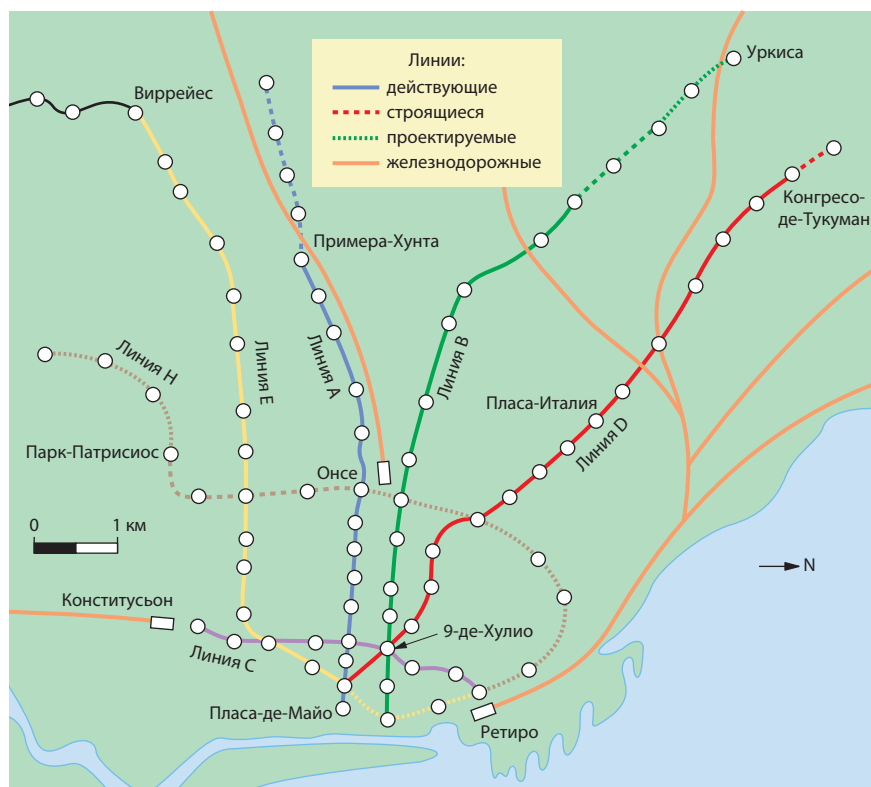 Линии:
действующие
строящиеся
проектируемые
железнодорожные
Уркиса
Виррейес
Конгресо-
де-Тукуман
Примера-Хунта
Линия H
Линия E
Линия A
Линия B
Пласа-Италия
Линия D
Парк-Патрисиос
Онсе
0 1 км
N
Конститусьон
9-де-Хулио
Линия C
Пласа-де-Майо
Ретиро